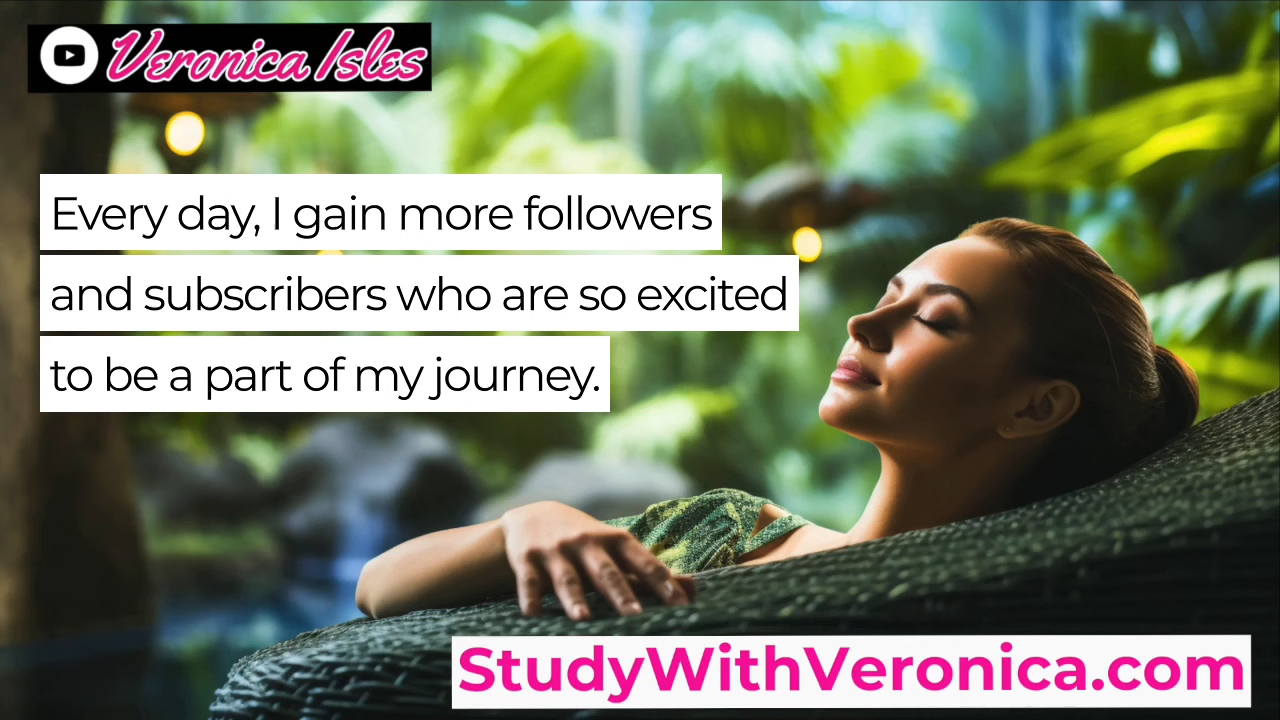 Veronica Isles
Every day, I gain more followers
and subscribers who are so excited
to be a part of my journey.
StudyWithVeronica.com